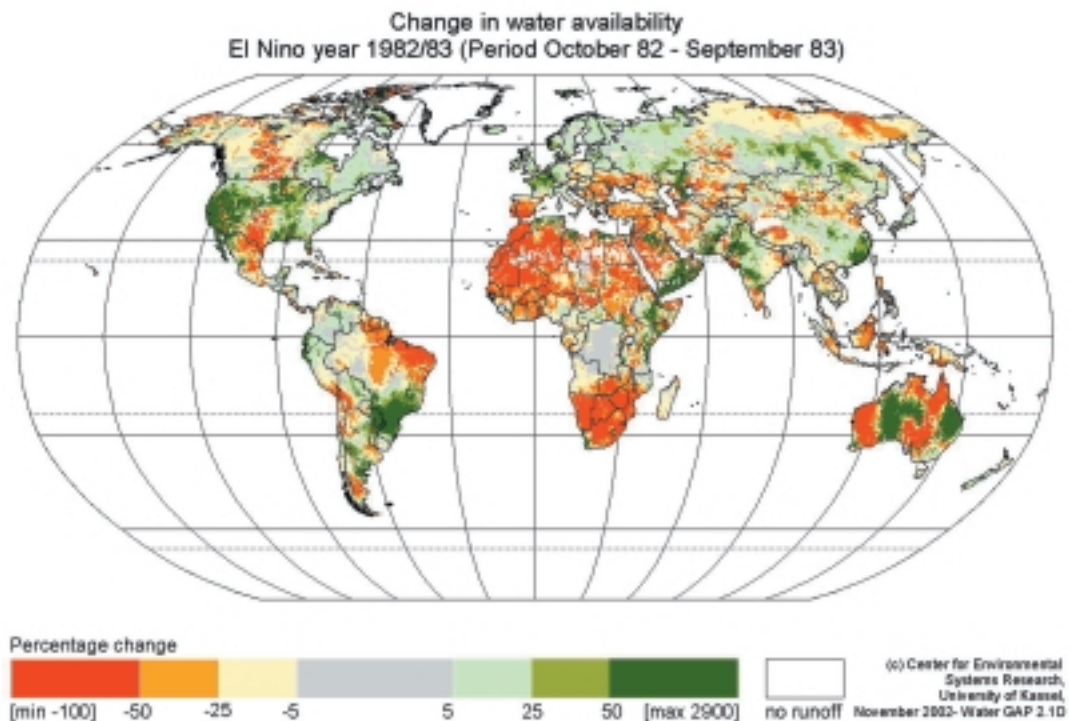 Change in water availability
El Nino year 1982/83 (Period October 82 - September 83)
Percentage change
[min -100] -50 -25 -5 5 25 50 [max 2900] no runoff
(c) Center for Environmental
Systems Research,
University of Kassel,
November 2002- Water GAP 2.1D